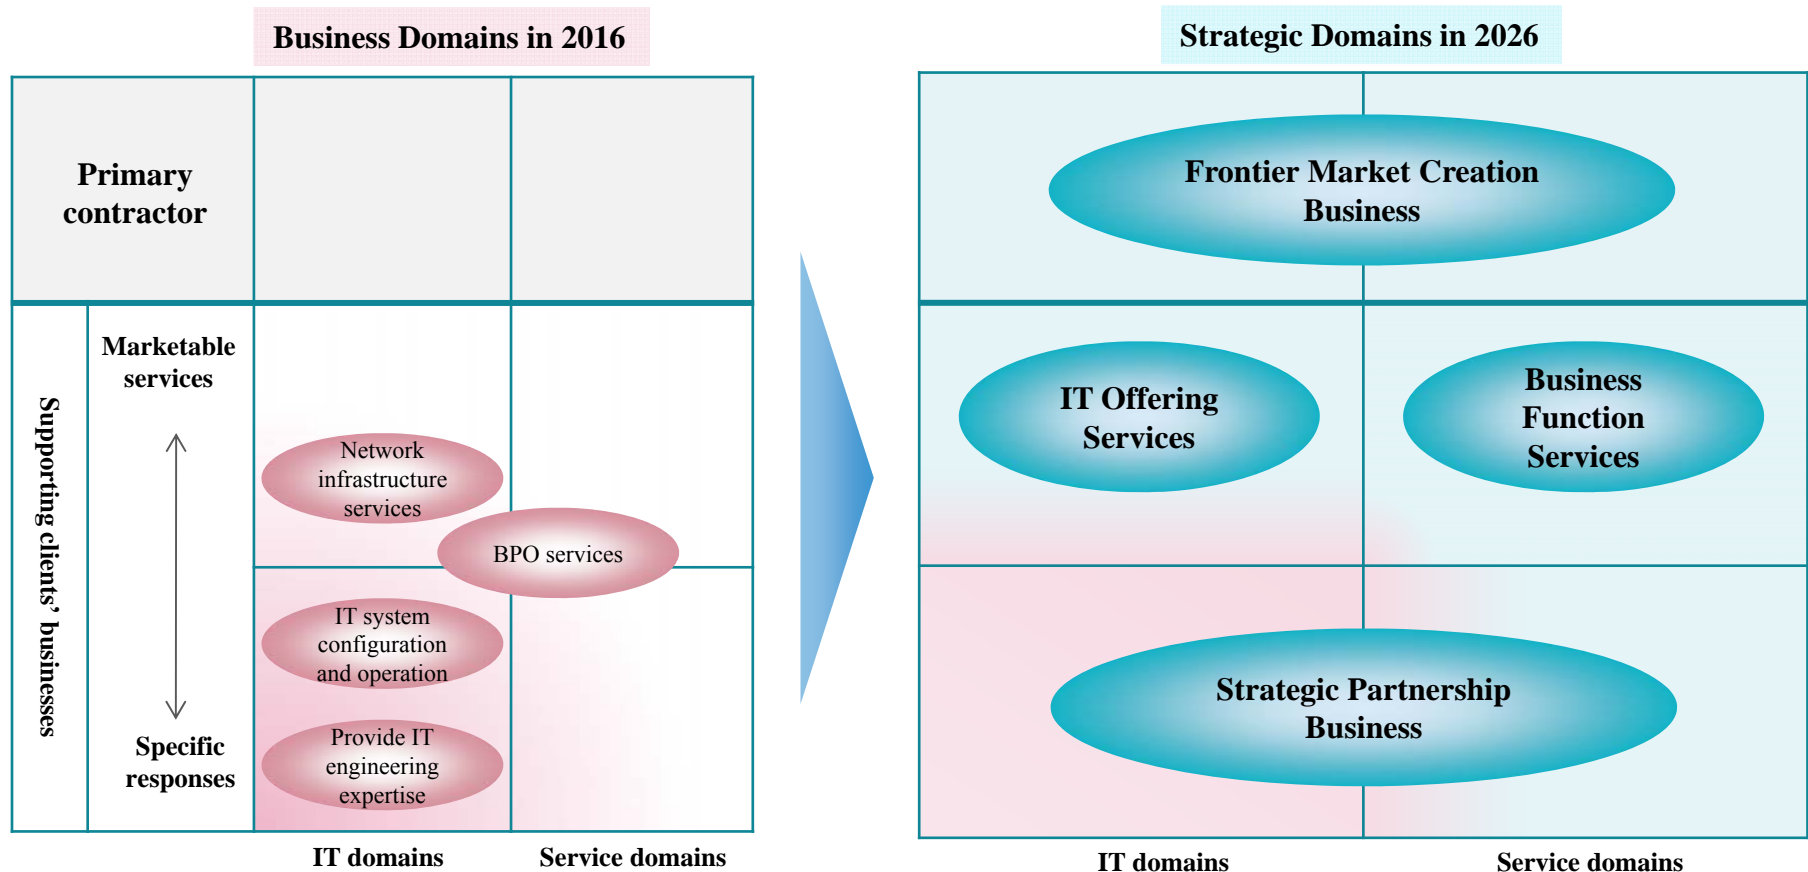 Business Domains in 2016
Primary
contractor
Supporting clients’ businesses
Marketable
services
Specific
responses
Network
infrastructure
services
BPO services
IT system
configuration
and operation
Provide IT
engineering
expertise
IT domains
Service domains
Strategic Domains in 2026
Frontier Market Creation
Business
IT Offering
Services
Business
Function
Services
Strategic Partnership
Business
IT domains
Service domains